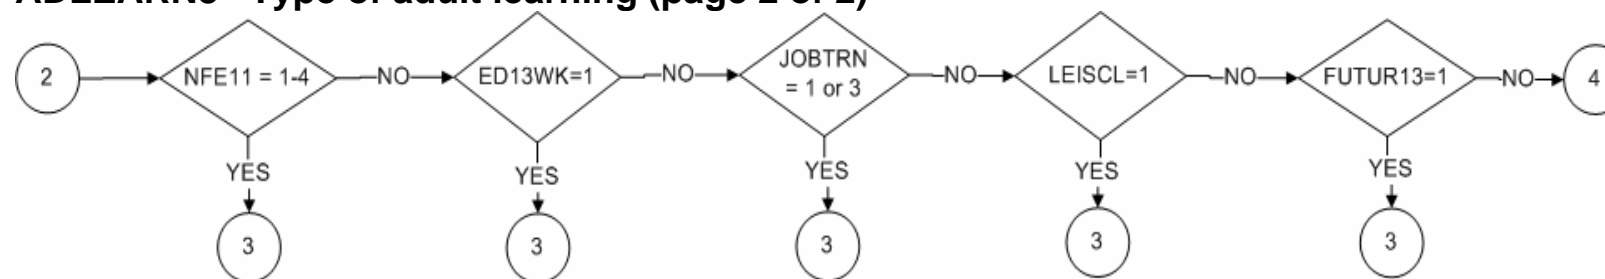 ADLEARN3 - Type of adult learning (page 2 of 2)
2
NFE11 = 1-4
NO
ED13WK=1
NO
JOBTRN
= 1 or 3
NO
LEISCL=1
NO
FUTUR13=1
NO
4
YES
YES
YES
YES
YES
3
3
3
3
3